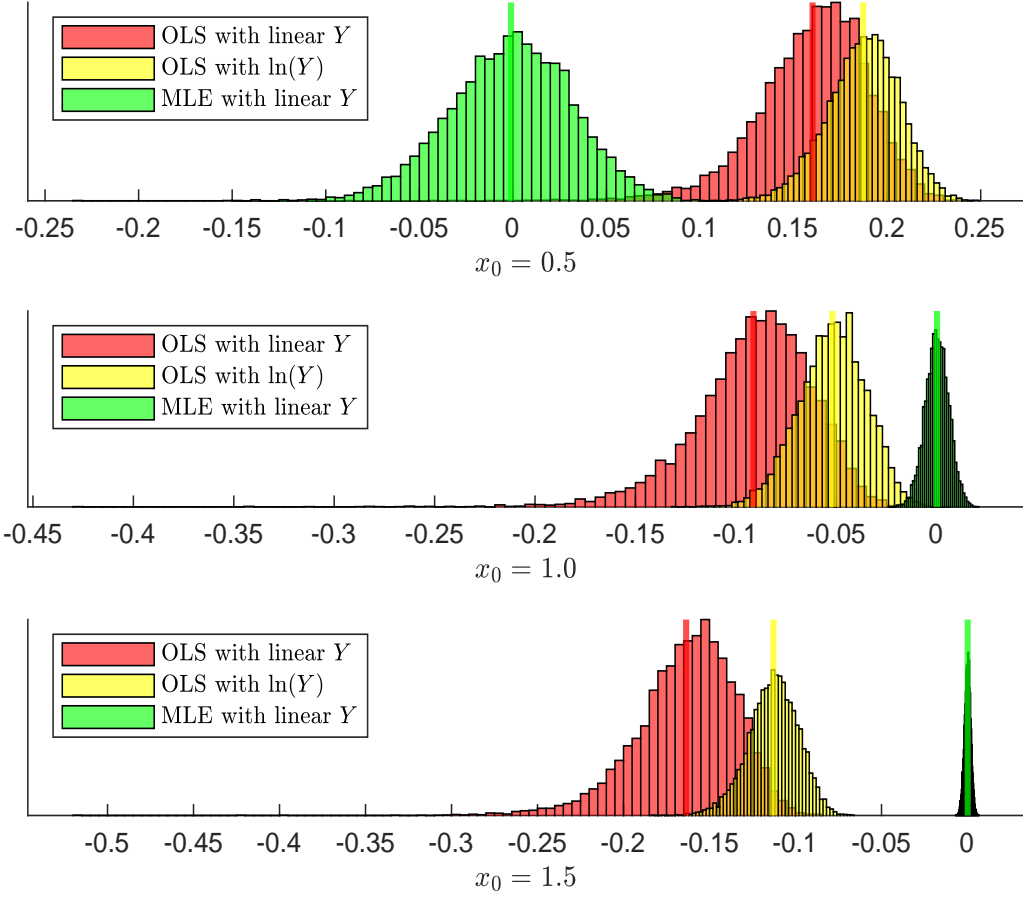 OLS with linear Y
OLS with ln(Y)
MLE with linear Y
-0.25 -0.2 -0.15 -0.1 -0.05 0 0.05 0.1 0.15 0.2 0.25
x₀ = 0.5
OLS with linear Y
OLS with ln(Y)
MLE with linear Y
-0.45 -0.4 -0.35 -0.3 -0.25 -0.2 -0.15 -0.1 -0.05 0
x₀ = 1.0
OLS with linear Y
OLS with ln(Y)
MLE with linear Y
-0.5 -0.45 -0.4 -0.35 -0.3 -0.25 -0.2 -0.15 -0.1 -0.05 0
x₀ = 1.5